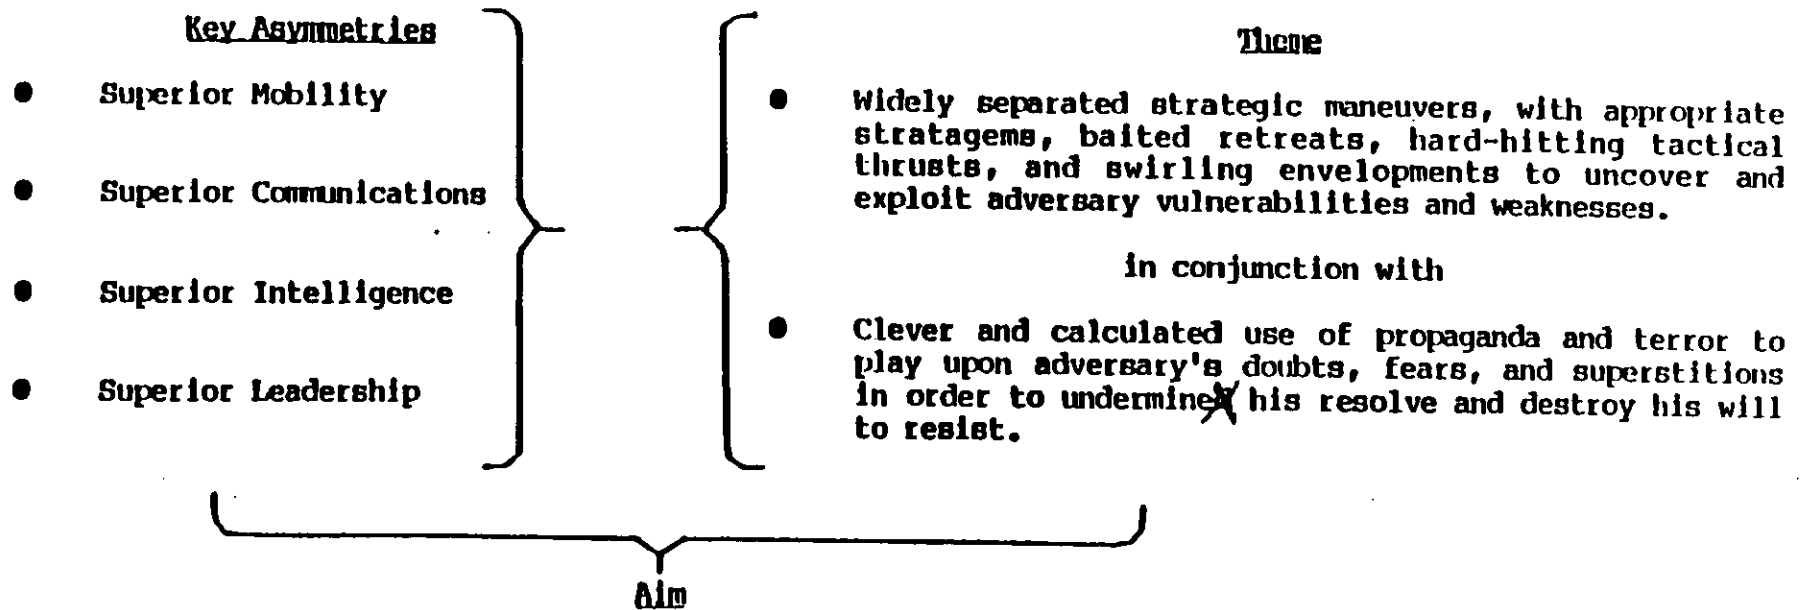 Key Asymmetries
● Superior Mobility
● Superior Communications
● Superior Intelligence
● Superior Leadership
Theme
● Widely separated strategic maneuvers, with appropriate
stratagems, baited retreats, hard-hitting tactical
thrusts, and swirling envelopments to uncover and
exploit adversary vulnerabilities and weaknesses.
in conjunction with
● Clever and calculated use of propaganda and terror to
play upon adversary's doubts, fears, and superstitions
in order to undermine his resolve and destroy his will
to resist.
Aim